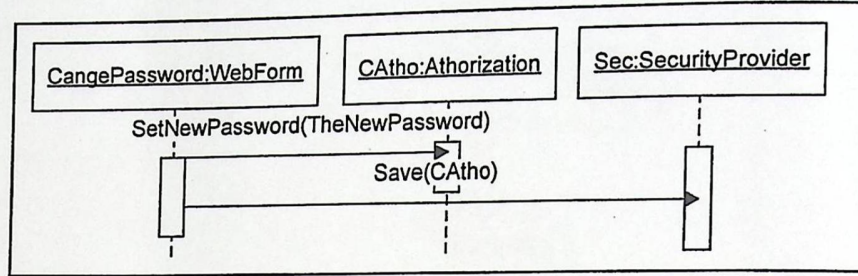 CangePassword:WebForm
CAtho:Athorization
Sec:SecurityProvider
SetNewPassword(TheNewPassword)
Save(CAtho)